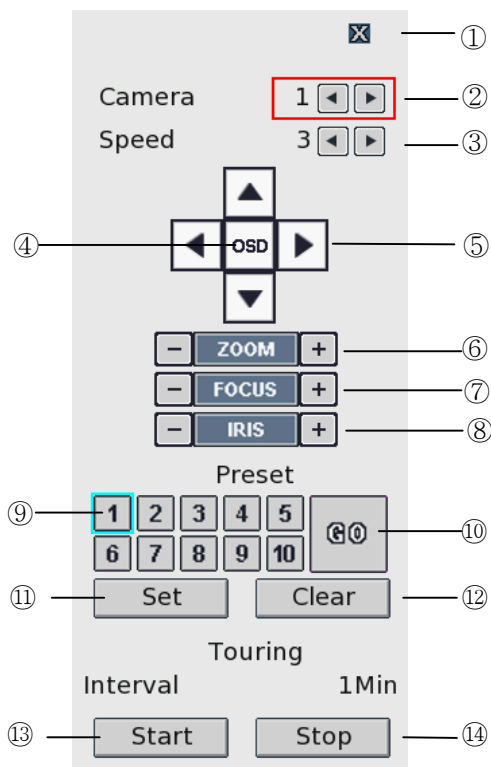 X ①
Camera 1 ◄ ► ②
Speed 3 ◄ ► ③
▲
④ ◄ OSD ► ⑤
▼
− ZOOM + ⑥
− FOCUS + ⑦
− IRIS + ⑧
Preset
⑨ 1 2 3 4 5
GO ⑩
6 7 8 9 10
⑪ Set Clear ⑫
Touring
Interval 1Min
⑬ Start Stop ⑭